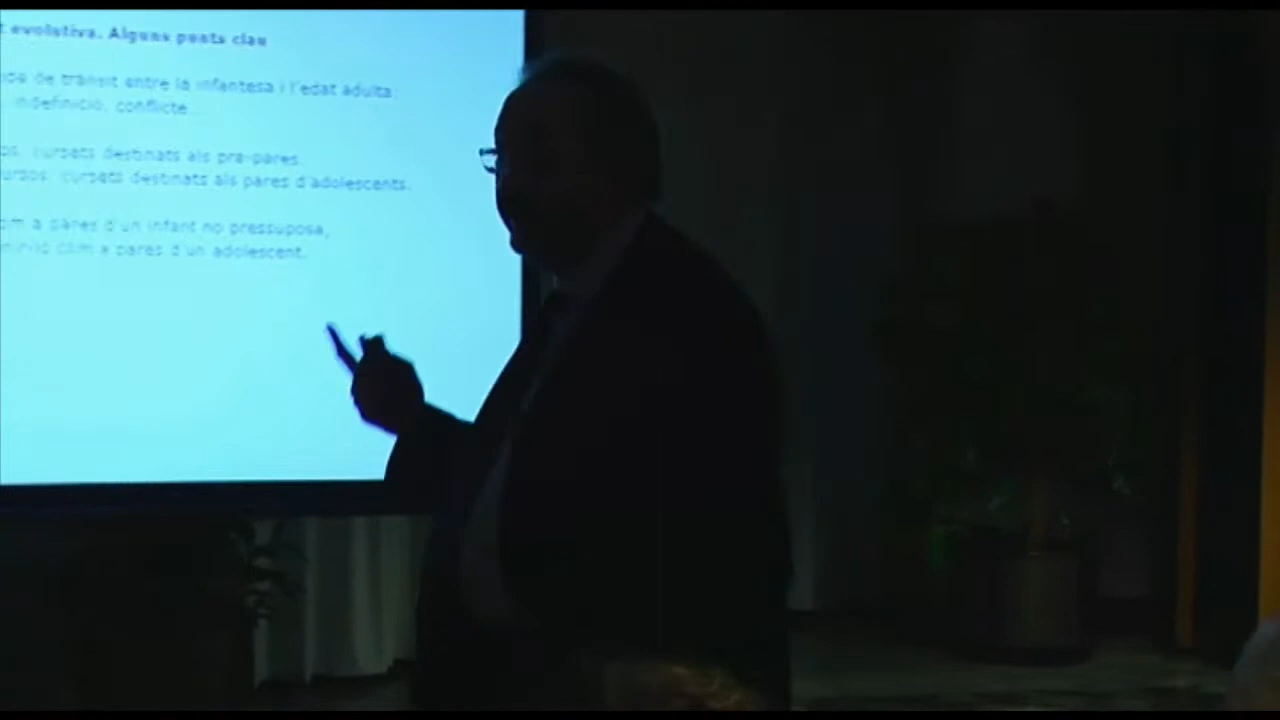 evolutiva. Alguns punts clau
de trànsit entre la infantesa i l'edat adulta:
indefinició, conflicte
cursets destinats als pre-pares.
cursets destinats als pares d'adolescents.
a pares d'un infant no pressuposa,
com a pares d'un adolescent.